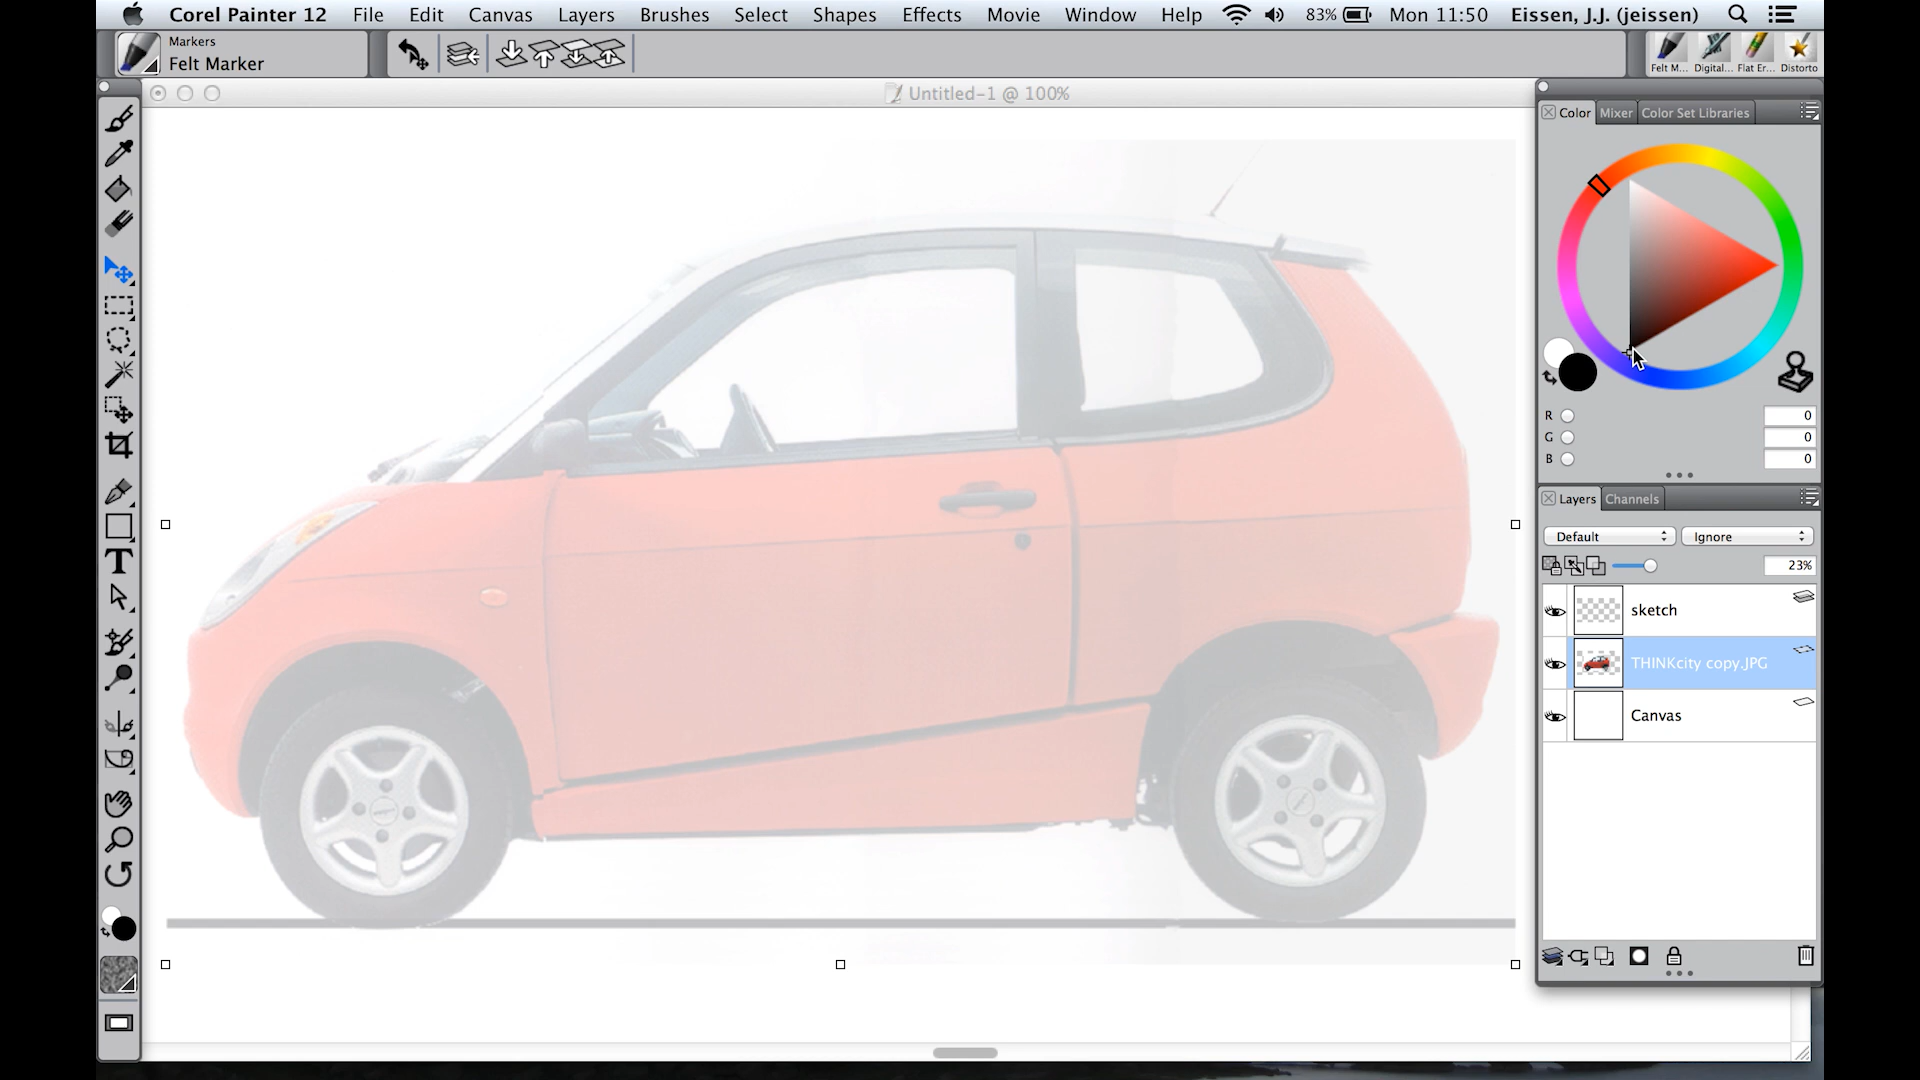 Corel Painter 12 File Edit Canvas Layers Brushes Select Shapes Effects Movie Window Help 83% Mon 11:50 Eissen, J.J. (jeissen)
Markers
Felt Marker
Felt M... Digital... Flat Er... Distorto
Untitled-1 @ 100%
Color Mixer Color Set Libraries
R 0
G 0
B 0
Layers Channels
Default Ignore
23%
sketch
THINKcity copy.JPG
Canvas
T